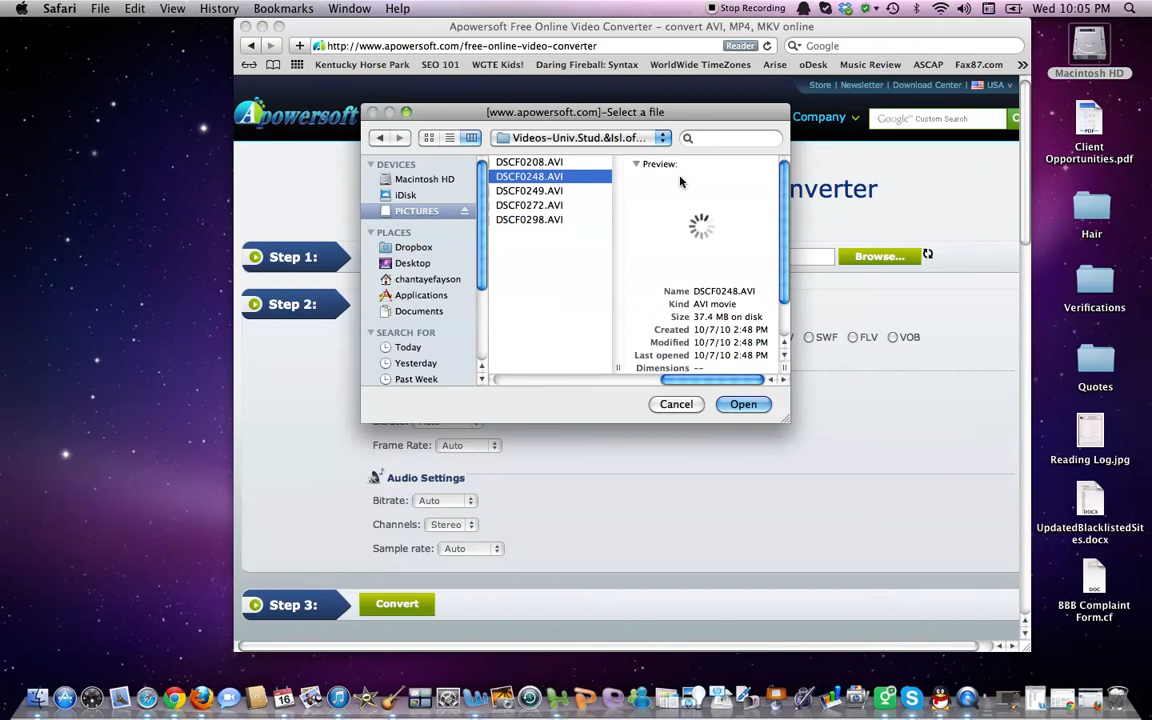 Safari File Edit View History Bookmarks Window Help Stop Recording Wed 10:05 PM
Apowersoft Free Online Video Converter – convert AVI, MP4, MKV online
http://www.apowersoft.com/free-online-video-converter Reader Google
Kentucky Horse Park SEO 101 WGTE Kids! Daring Fireball: Syntax WorldWide TimeZones Arise oDesk Music Review ASCAP Fax87.com
Store | Newsletter | Download Center | USA
Apowersoft Company Custom Search
[www.apowersoft.com]-Select a file
Videos-Univ.Stud.&Isl.of...
DEVICES
Macintosh HD
iDisk
PICTURES
PLACES
Dropbox
Desktop
chantayefayson
Applications
Documents
SEARCH FOR
Today
Yesterday
Past Week
DSCF0208.AVI
DSCF0248.AVI
DSCF0249.AVI
DSCF0272.AVI
DSCF0298.AVI
Preview:
Name DSCF0248.AVI
Kind AVI movie
Size 37.4 MB on disk
Created 10/7/10 2:48 PM
Modified 10/7/10 2:48 PM
Last opened 10/7/10 2:48 PM
Dimensions --
Cancel Open
onverter
Step 1: Browse...
Step 2:
SWF FLV VOB
Frame Rate: Auto
Audio Settings
Bitrate: Auto
Channels: Stereo
Sample rate: Auto
Step 3: Convert
Macintosh HD
Client
Opportunities.pdf
Hair
Verifications
Quotes
Reading Log.jpg
DOCX
UpdatedBlacklistedSit
es.docx
DOC
BBB Complaint
Form.cf